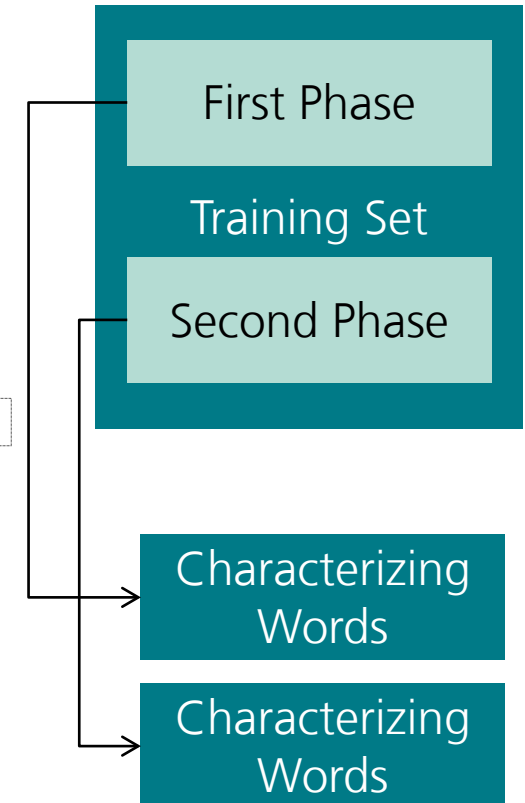 First Phase
Training Set
Second Phase
Characterizing
Words
Characterizing
Words